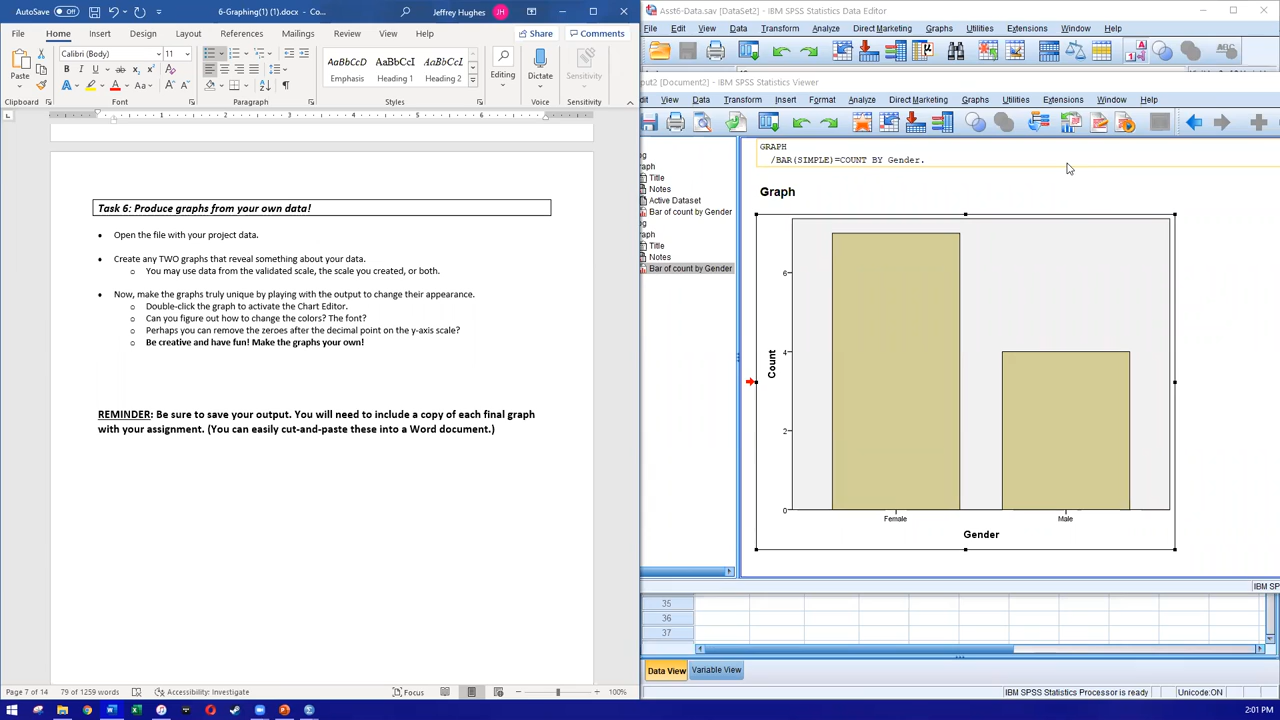 AutoSave Off 6-Graphing(1) (1).docx - Co... Jeffrey Hughes JH
File Home Insert Design Layout References Mailings Review View Help Share Comments
Calibri (Body) 11
Paste
AaBbCcD AaBbCcC AaBbCcD
Emphasis Heading 1 Heading 2
Editing Dictate Sensitivity
Clipboard Font Paragraph Styles Voice Sensitivity
Task 6: Produce graphs from your own data!
• Open the file with your project data.
• Create any TWO graphs that reveal something about your data.
o You may use data from the validated scale, the scale you created, or both.
• Now, make the graphs truly unique by playing with the output to change their appearance.
o Double-click the graph to activate the Chart Editor.
o Can you figure out how to change the colors? The font?
o Perhaps you can remove the zeroes after the decimal point on the y-axis scale?
o Be creative and have fun! Make the graphs your own!
REMINDER: Be sure to save your output. You will need to include a copy of each final graph
with your assignment. (You can easily cut-and-paste these into a Word document.)
Page 7 of 14 79 of 1259 words Accessibility: Investigate Focus 100%
Asst6-Data.sav [DataSet2] - IBM SPSS Statistics Data Editor
File Edit View Data Transform Analyze Direct Marketing Graphs Utilities Extensions Window Help
put2 [Document2] - IBM SPSS Statistics Viewer
dit View Data Transform Insert Format Analyze Direct Marketing Graphs Utilities Extensions Window Help
og
raph
Title
Notes
Active Dataset
Bar of count by Gender
og
raph
Title
Notes
Bar of count by Gender
GRAPH
/BAR(SIMPLE)=COUNT BY Gender.
Graph
6
4
2
0
Count
Female Male
Gender
IBM SP
35
36
37
Data View Variable View
IBM SPSS Statistics Processor is ready Unicode:ON
2:01 PM